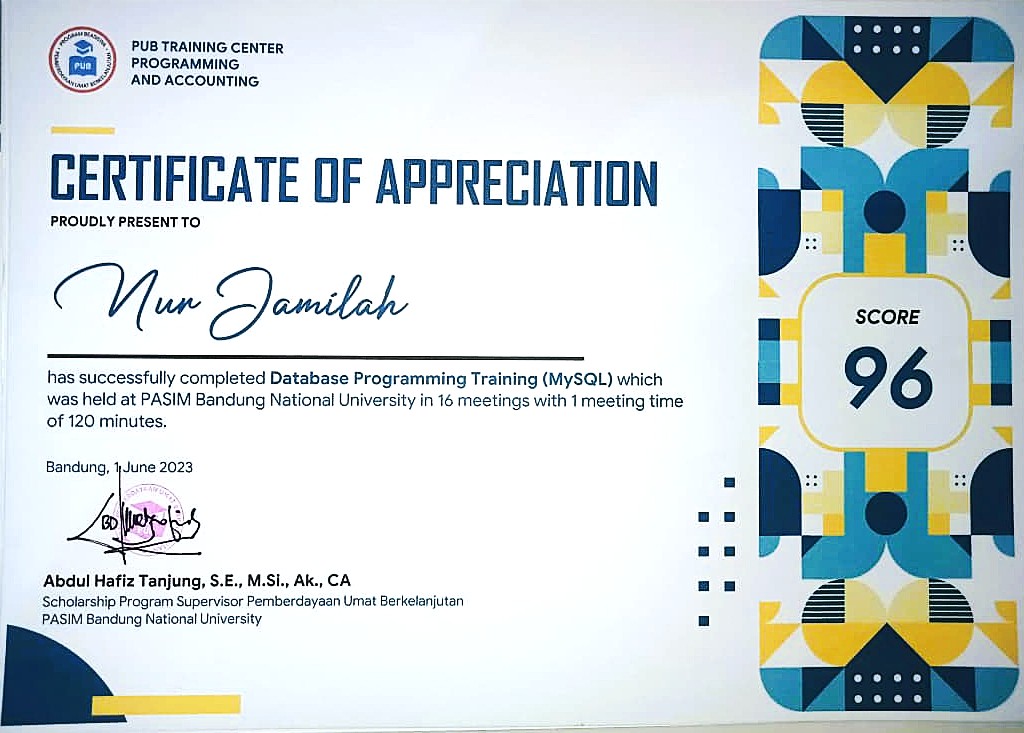 PROGRAM BEASISWA
PEMBERDAYAAN UMAT BERKELANJUTAN
PUB
PUB TRAINING CENTER
PROGRAMMING
AND ACCOUNTING
CERTIFICATE OF APPRECIATION
PROUDLY PRESENT TO
Nur Jamilah
has successfully completed Database Programming Training (MySQL) which
was held at PASIM Bandung National University in 16 meetings with 1 meeting time
of 120 minutes.
Bandung, 1 June 2023
Abdul Hafiz Tanjung, S.E., M.Si., Ak., CA
Scholarship Program Supervisor Pemberdayaan Umat Berkelanjutan
PASIM Bandung National University
SCORE
96